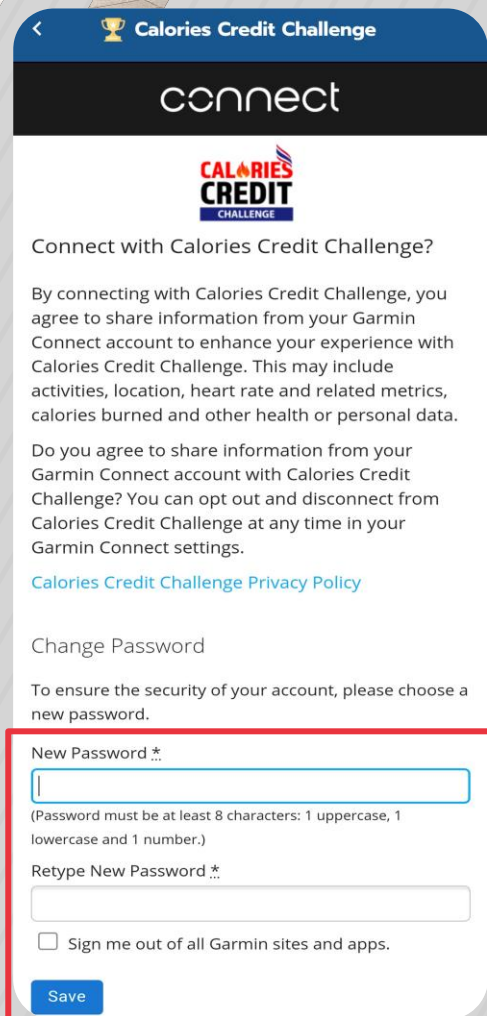 Calories Credit Challenge
connect
CALORIES
CREDIT
CHALLENGE
Connect with Calories Credit Challenge?
By connecting with Calories Credit Challenge, you
agree to share information from your Garmin
Connect account to enhance your experience with
Calories Credit Challenge. This may include
activities, location, heart rate and related metrics,
calories burned and other health or personal data.
Do you agree to share information from your
Garmin Connect account with Calories Credit
Challenge? You can opt out and disconnect from
Calories Credit Challenge at any time in your
Garmin Connect settings.
Calories Credit Challenge Privacy Policy
Change Password
To ensure the security of your account, please choose a
new password.
New Password *
(Password must be at least 8 characters: 1 uppercase, 1
lowercase and 1 number.)
Retype New Password *
Sign me out of all Garmin sites and apps.
Save